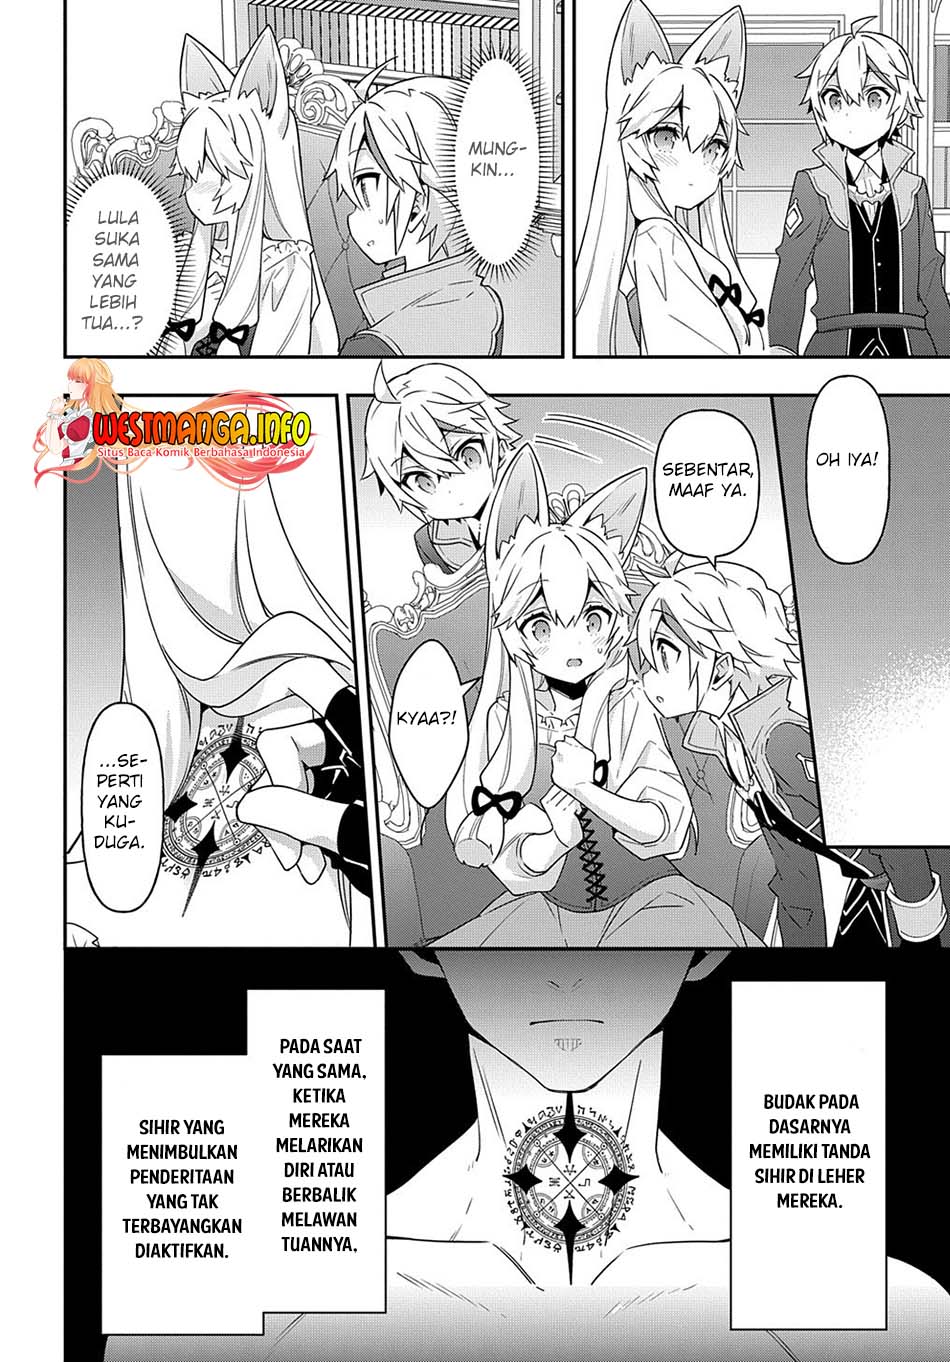 MUNG-
KIN...
LULA
SUKA
SAMA
YANG
LEBIH
TUA...?
WESTMANGA.INFO
Situs Baca Komik Berbahasa Indonesia
OH IYA!
SEBENTAR,
MAAF YA.
KYAA?!
...SE-
PERTI
YANG
KU-
DUGA.
BUDAK PADA
DASARNYA
MEMILIKI TANDA
SIHIR DI LEHER
MEREKA.
PADA SAAT
YANG SAMA,
KETIKA
MEREKA
MELARIKAN
DIRI ATAU
BERBALIK
MELAWAN
TUANNYA,
SIHIR YANG
MENIMBULKAN
PENDERITAAN
YANG TAK
TERBAYANGKAN
DIAKTIFKAN.